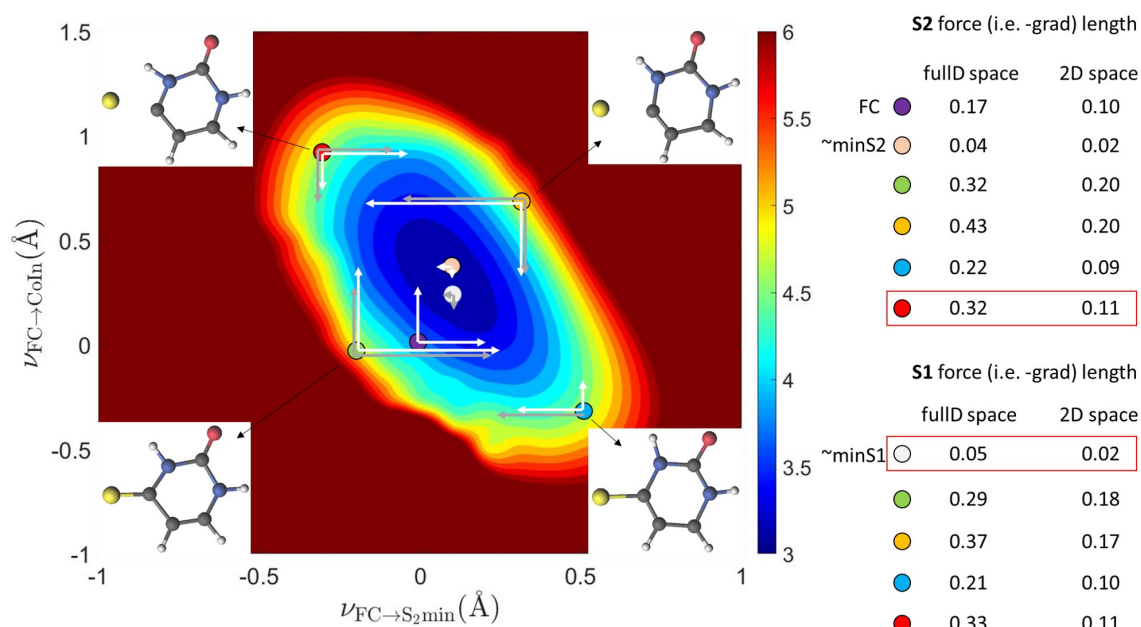 1.5
1
0.5
0
-0.5
-1
-1
-0.5
0
0.5
1
ν_FC→CoIn(Å)
ν_FC→S₂min(Å)
6
5.5
5
4.5
4
3.5
3
S2 force (i.e. -grad) length
fullD space 2D space
FC 0.17 0.10
~minS2 0.04 0.02
0.32 0.20
0.43 0.20
0.22 0.09
0.32 0.11
S1 force (i.e. -grad) length
fullD space 2D space
~minS1 0.05 0.02
0.29 0.18
0.37 0.17
0.21 0.10
0.33 0.11